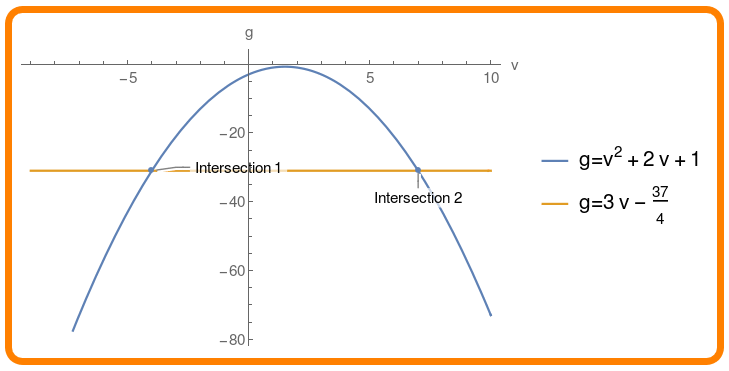 g
v
−5
5
10
−20
−40
−60
−80
Intersection 1
Intersection 2
g=v² + 2 v + 1
g=3 v − 37/4